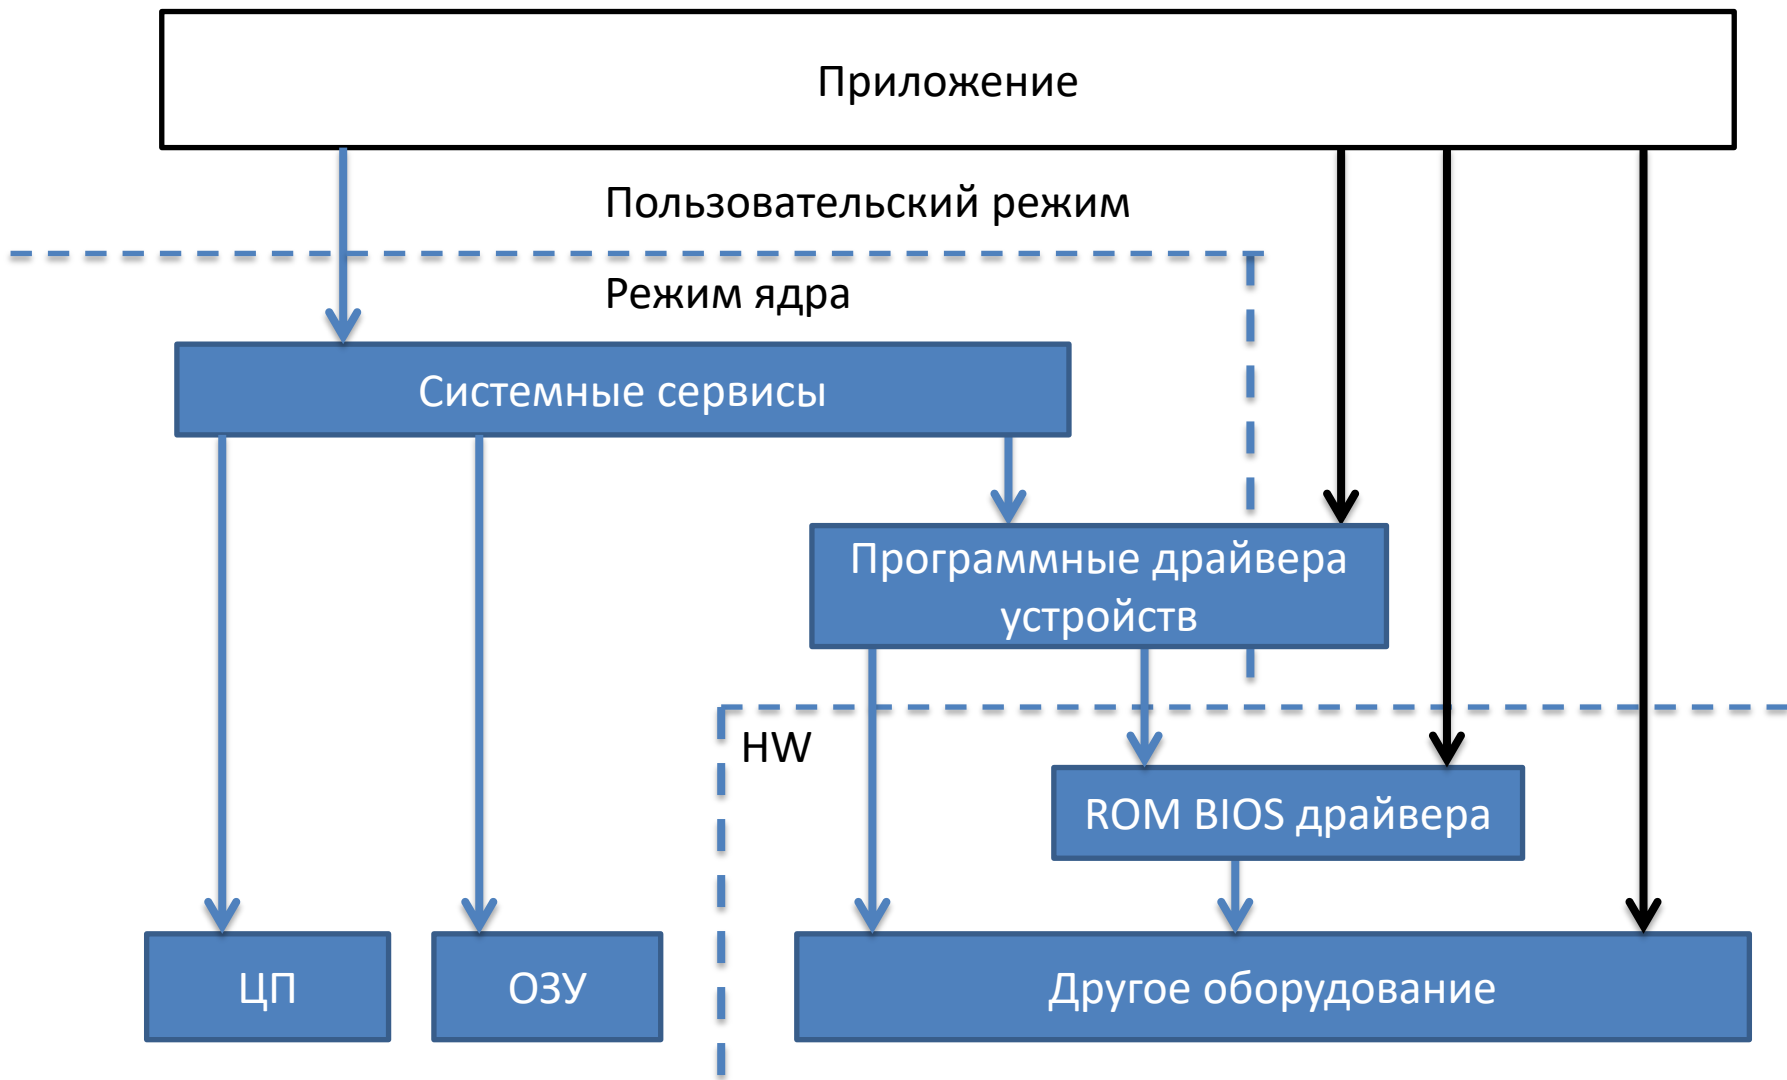 Приложение
Пользовательский режим
Режим ядра
Системные сервисы
Программные драйвера
устройств
HW
ROM BIOS драйвера
ЦП
ОЗУ
Другое оборудование